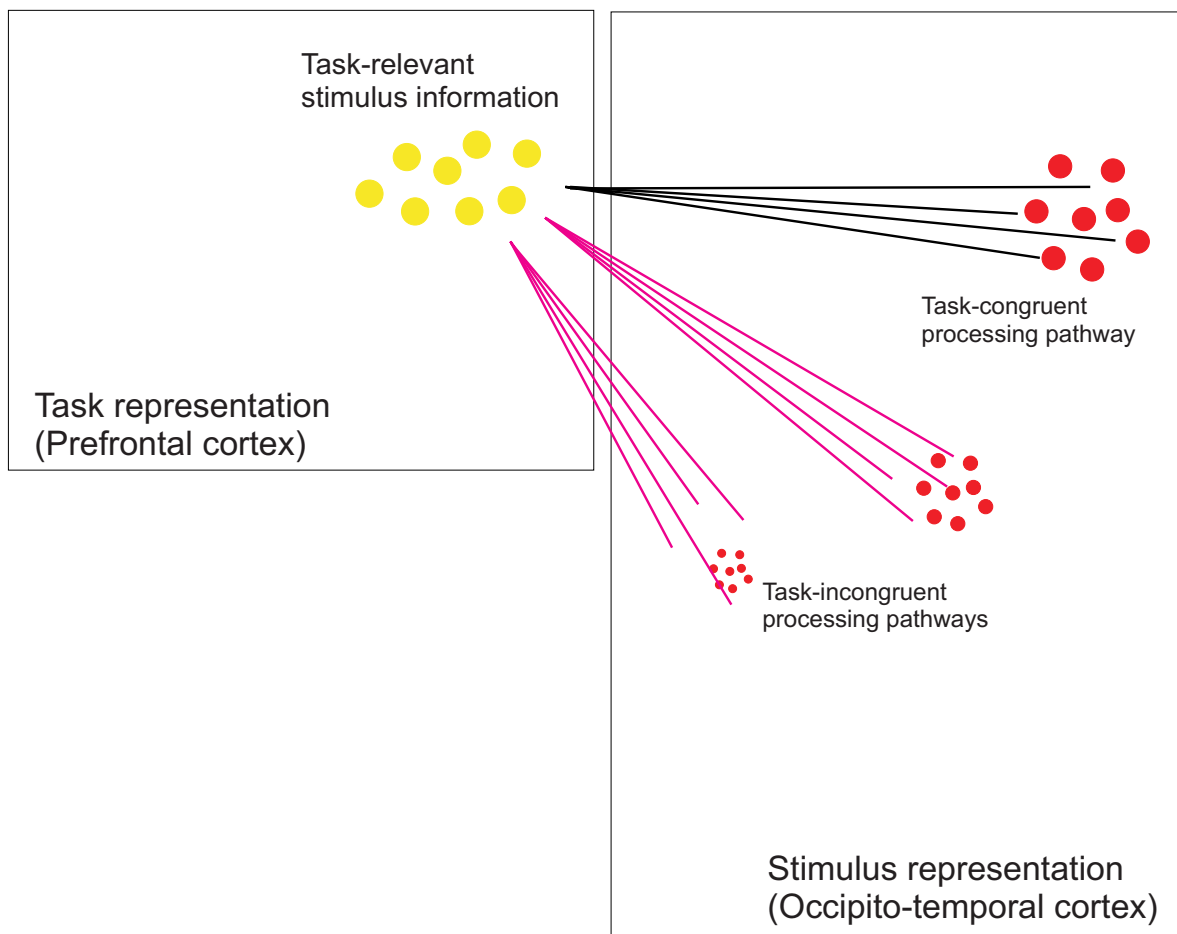 Task-relevant
stimulus information
Task-congruent
processing pathway
Task representation
(Prefrontal cortex)
Task-incongruent
processing pathways
Stimulus representation
(Occipito-temporal cortex)